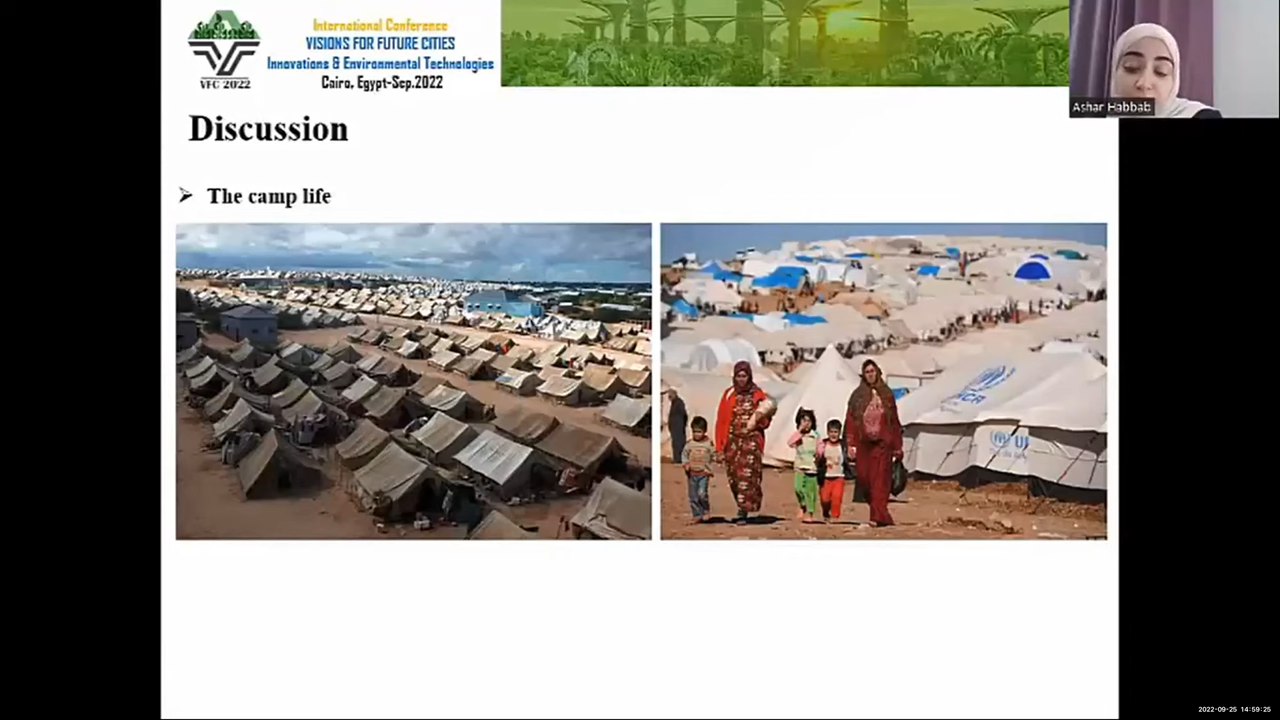 VFC 2022
International Conference
VISIONS FOR FUTURE CITIES
Innovations & Environmental Technologies
Cairo, Egypt-Sep.2022
Ashar Habbab
Discussion
➢ The camp life
UN
2022-09-25 14:59:25